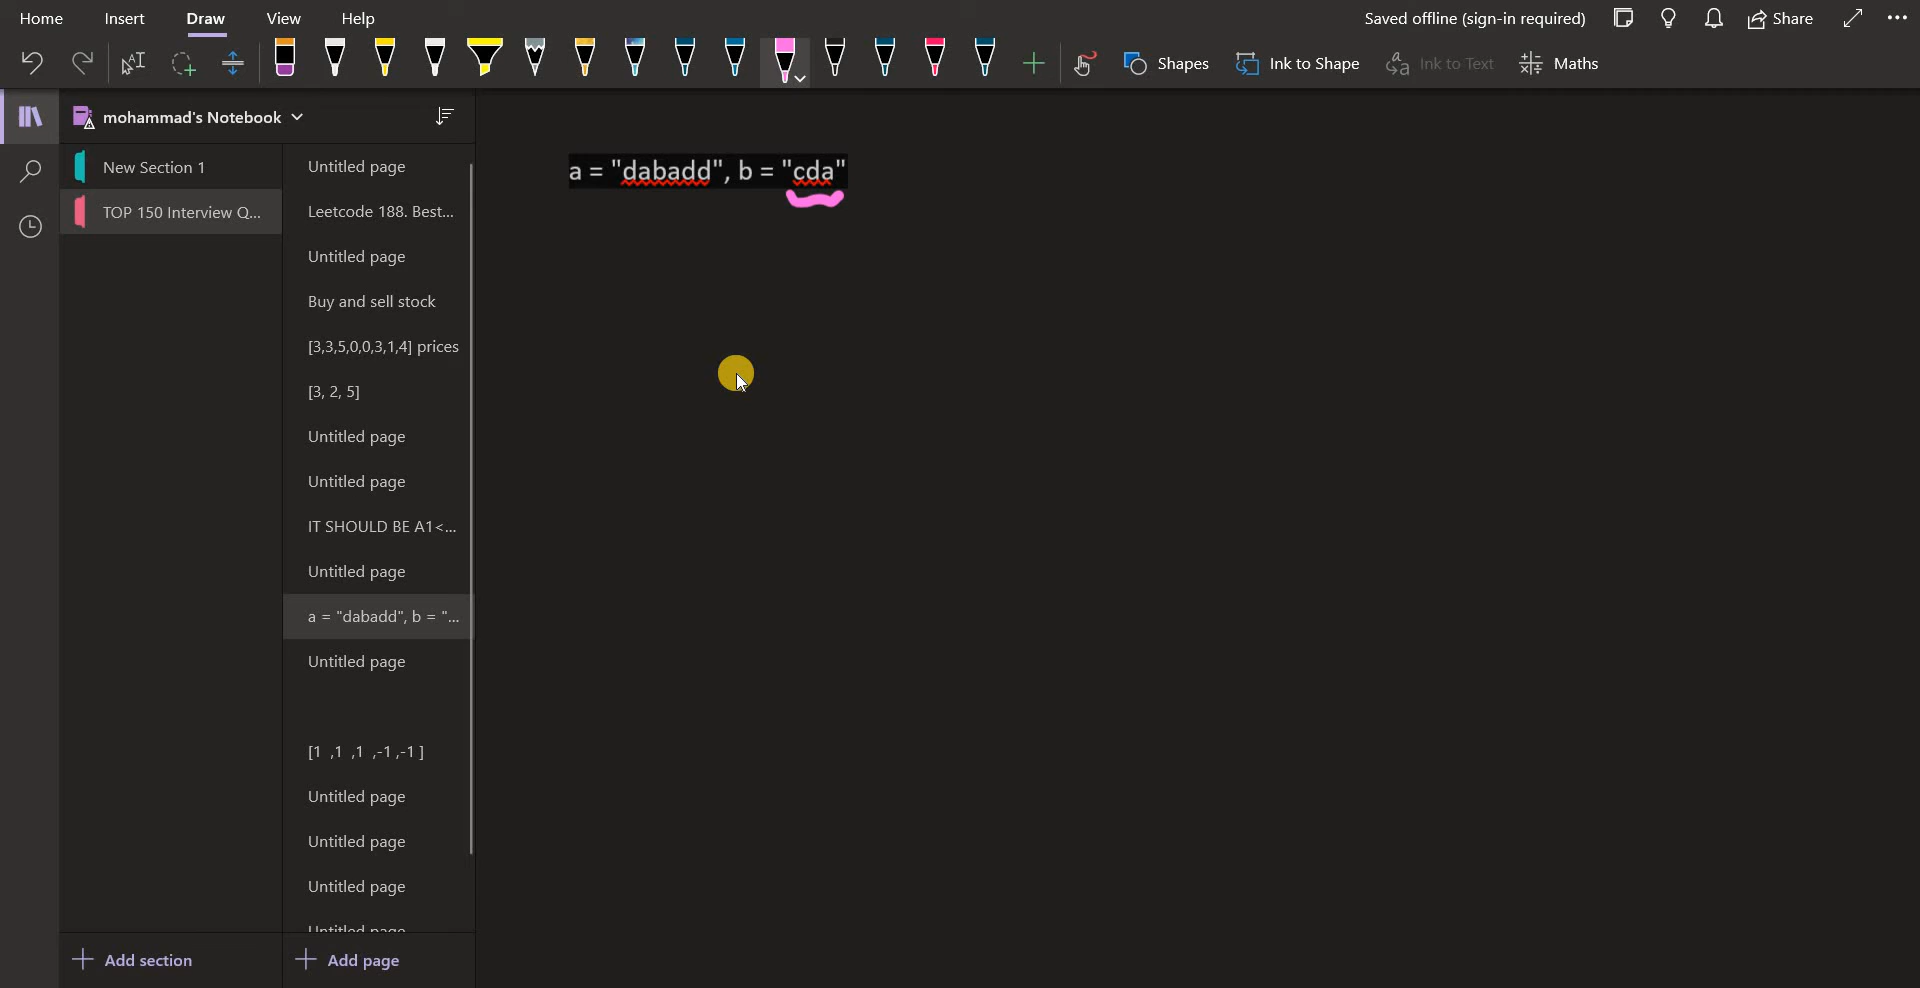 Home Insert Draw View Help Saved offline (sign-in required) Share
Ink to Shape Ink to Text Shapes Maths
mohammad's Notebook
New Section 1
TOP 150 Interview Q...
Untitled page
Leetcode 188. Best...
Untitled page
Buy and sell stock
[3,3,5,0,0,3,1,4] prices
[3, 2, 5]
Untitled page
Untitled page
IT SHOULD BE A1<...
Untitled page
a = "dabadd", b = "...
Untitled page
[1 ,1 ,1 ,-1 ,-1 ]
Untitled page
Untitled page
Untitled page
Untitled page
Add section
Add page
a = "dabadd", b = "cda"